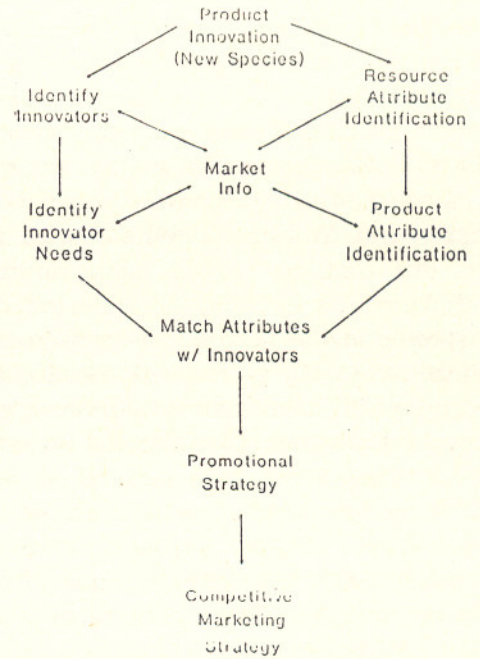 Product
Innovation
(New Species)
Identify
Innovators
Resource
Attribute
Identification
Market
Info
Identify
Innovator
Needs
Product
Attribute
Identification
Match Attributes
w/ Innovators
Promotional
Strategy
Competitive
Marketing
Strategy